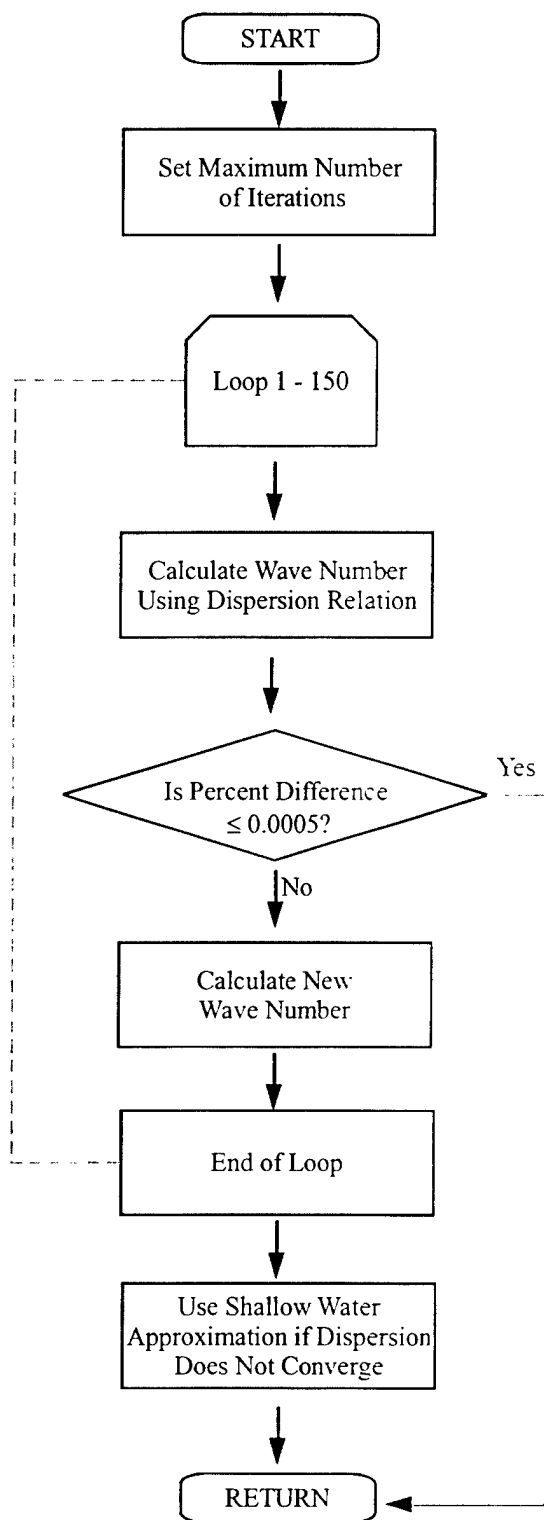 START
Set Maximum Number
of Iterations
Loop 1 - 150
Calculate Wave Number
Using Dispersion Relation
Is Percent Difference
≤ 0.0005?
Yes
No
Calculate New
Wave Number
End of Loop
Use Shallow Water
Approximation if Dispersion
Does Not Converge
RETURN